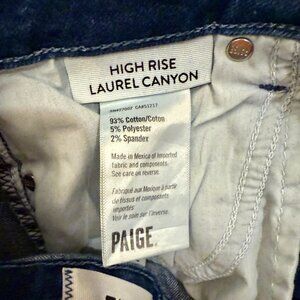 HIGH RISE
LAUREL CANYON
93% Cotton/Coton
5% Polyester
2% Spandex
Made in Mexico of imported
fabric and components.
See care on reverse.
Fabriqué aux Mexique à partir
de tissus et composants
importés
Voir le soin sur l'inverse.
PAIGE